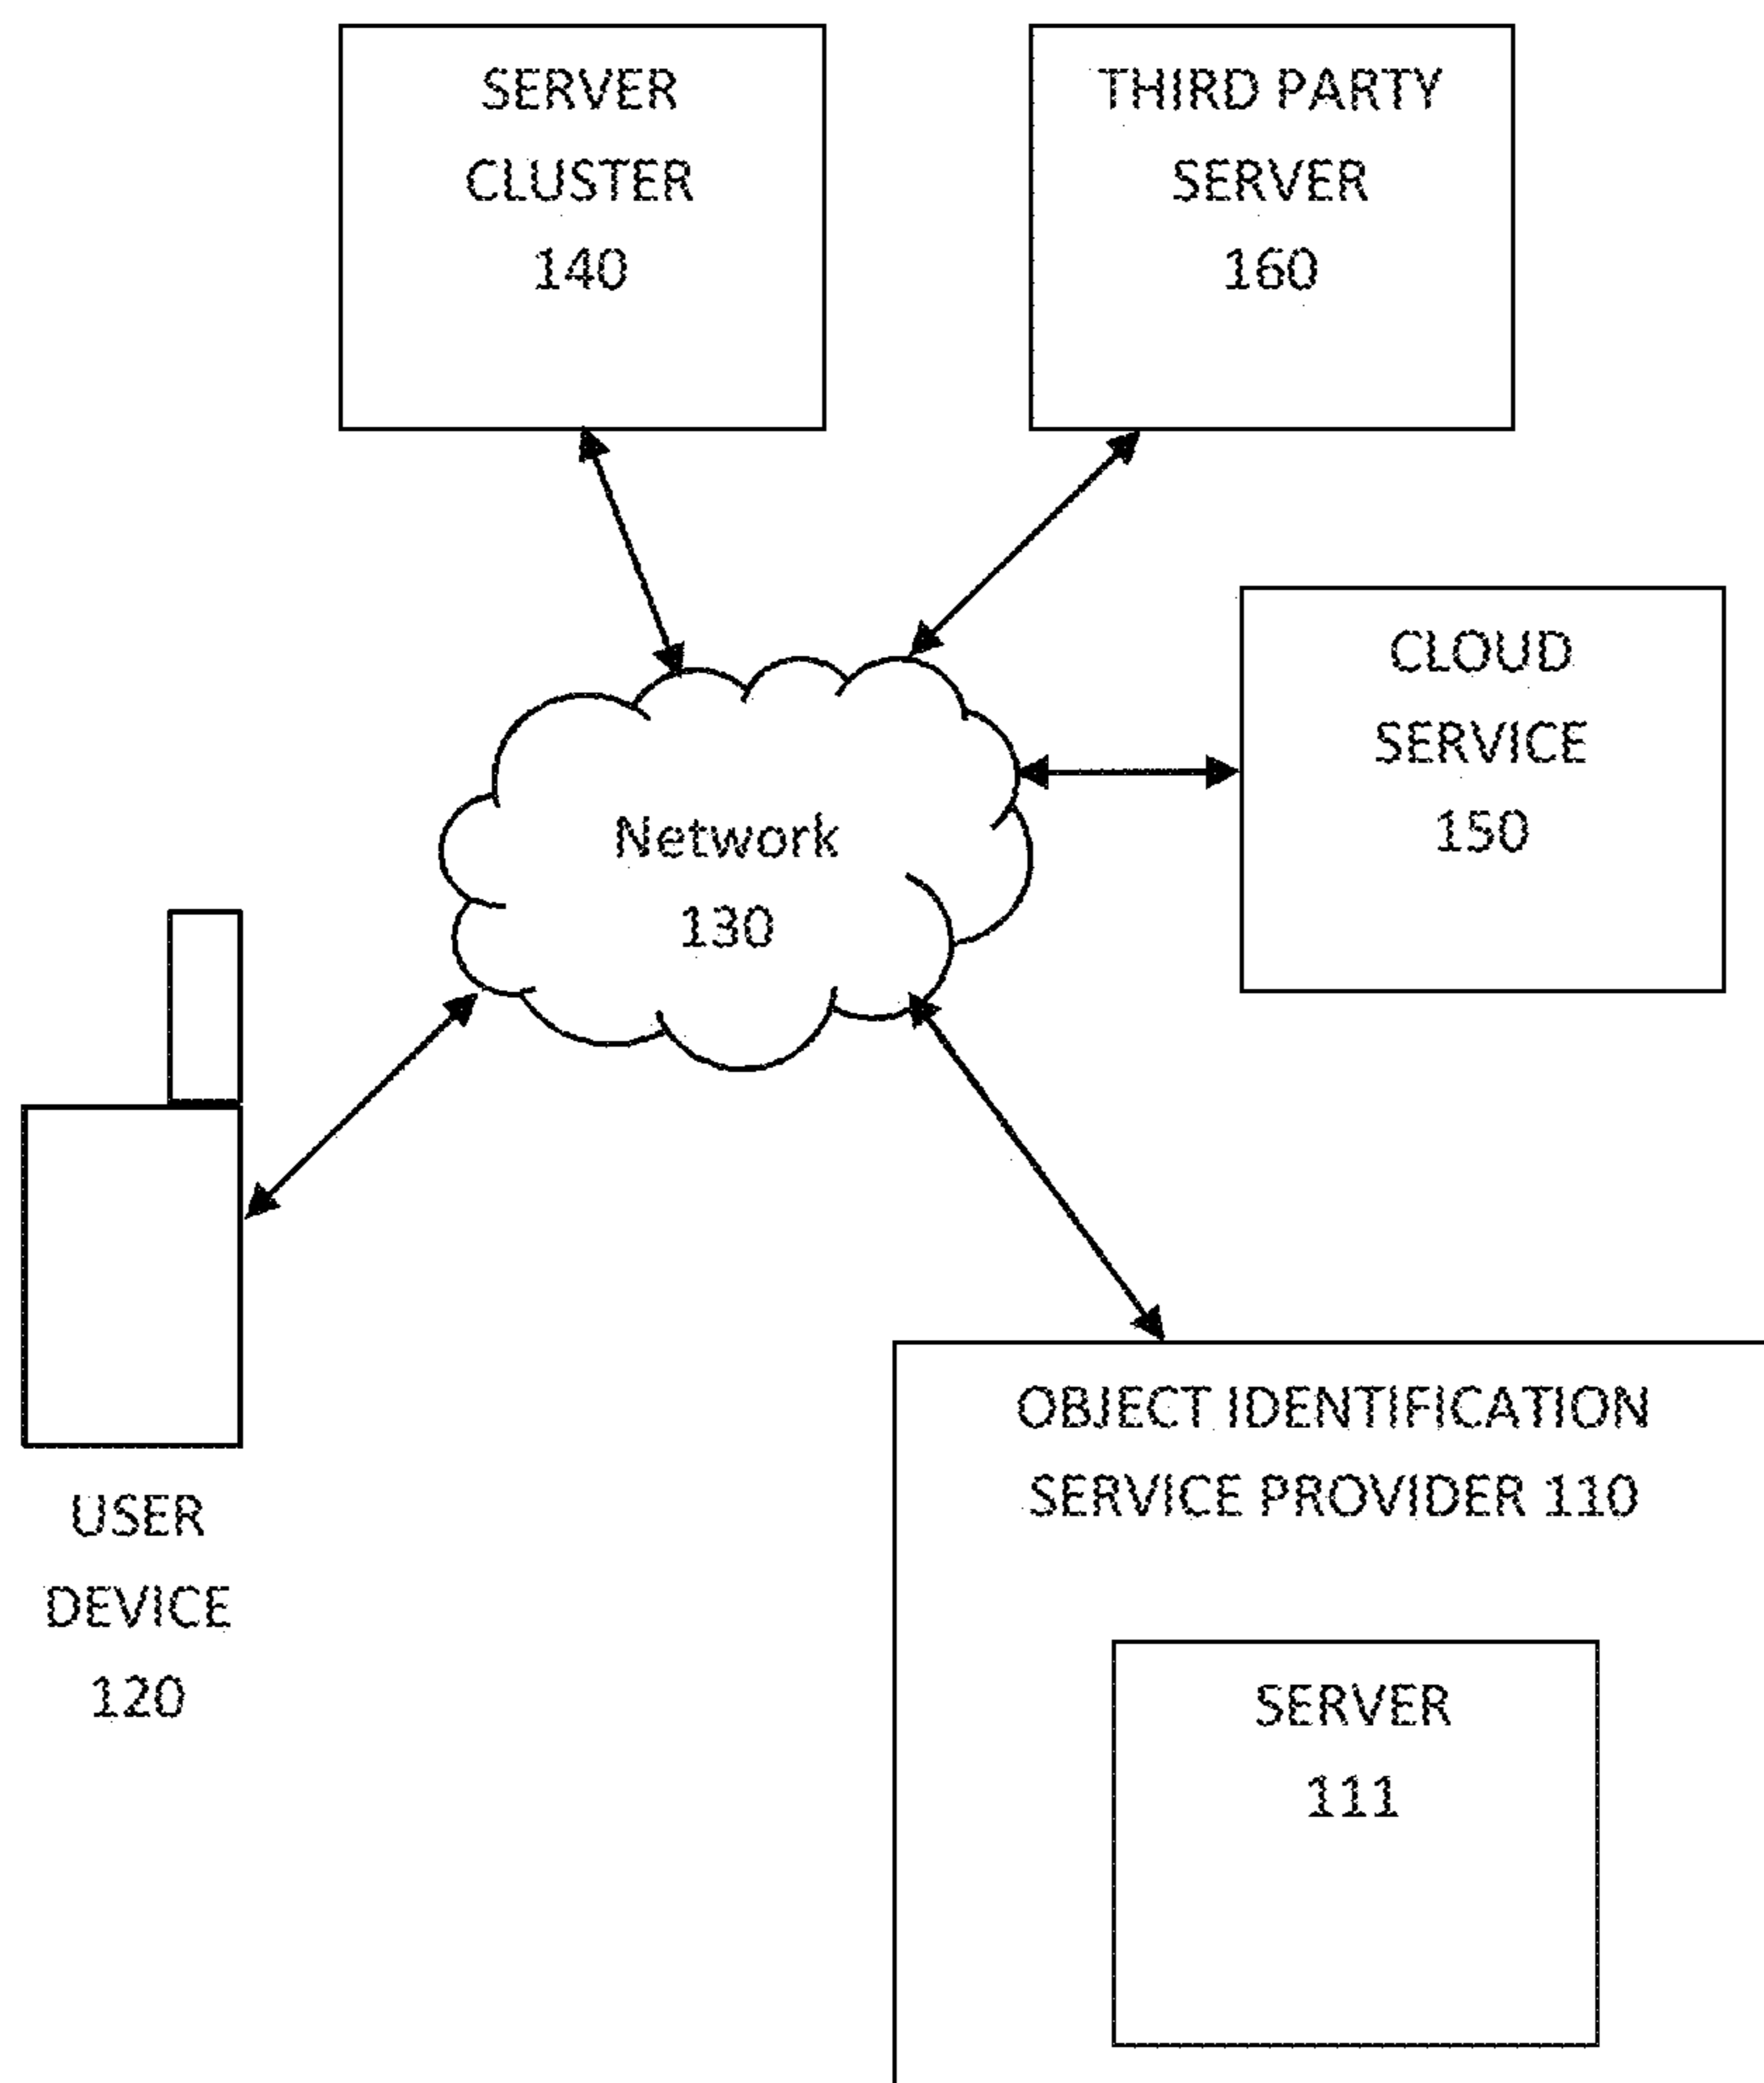 SERVER
CLUSTER
140
THIRD PARTY
SERVER
160
CLOUD
SERVICE
150
Network
130
USER
DEVICE
120
OBJECT IDENTIFICATION
SERVICE PROVIDER 110
SERVER
111